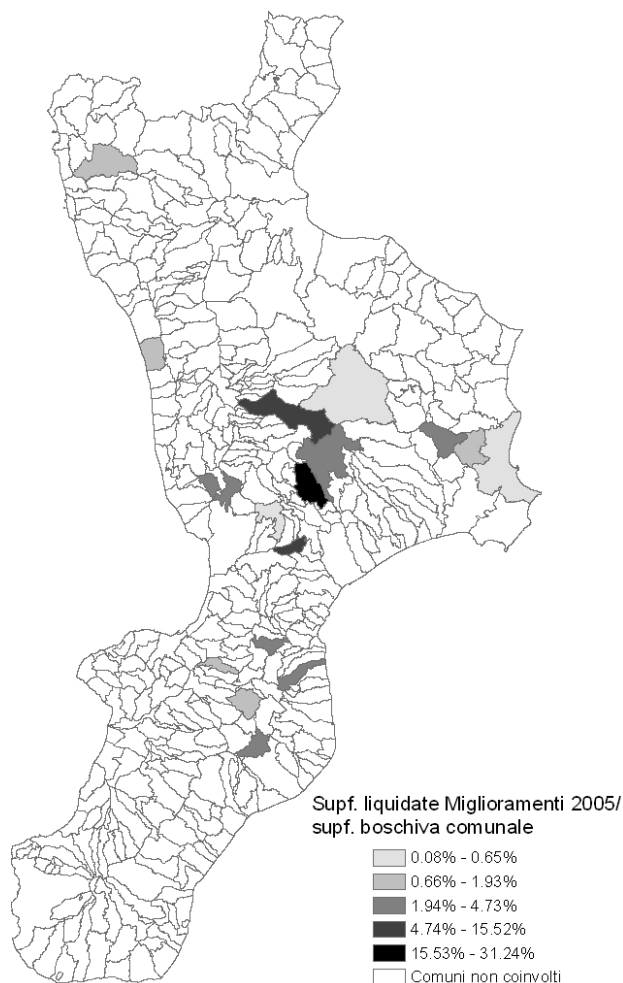 Supf. liquidate Miglioramenti 2005/
supf. boschiva comunale
0.08% - 0.65%
0.66% - 1.93%
1.94% - 4.73%
4.74% - 15.52%
15.53% - 31.24%
Comuni non coinvolti